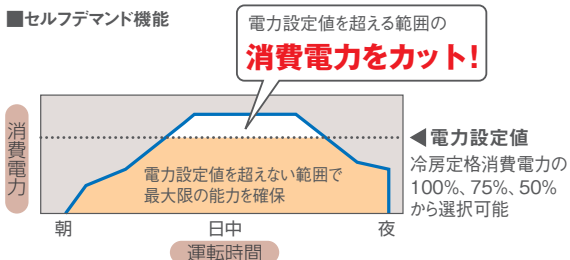 ■セルフデマンド機能
電力設定値を超える範囲の
消費電力をカット!
消費電力
◀電力設定値
冷房定格消費電力の
100%、75%、50%
から選択可能
電力設定値を超えない範囲で
最大限の能力を確保
朝
日中
夜
運転時間